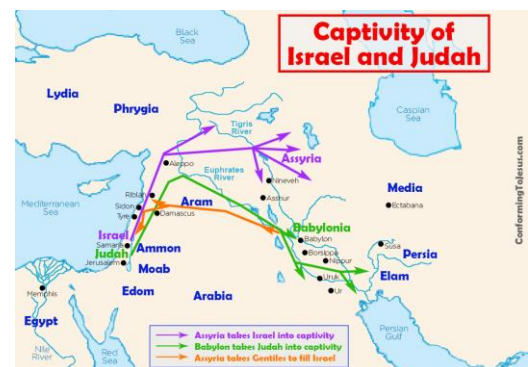 Captivity of
Israel and Judah
Black
Sea
Lydia
Phrygia
Caspian
Sea
Tigris
River
Assyria
Aleppo
Euphrates
River
Nineveh
Media
Asshur
Mediterranean
Sea
Riblah
Aram
Sidon
Tyre
Damascus
Ectabana
Israel
Babylonia
Samaria
Ammon
Babylon
Susa
Persia
Judah
Borsippa
Jerusalem
Moab
Nippur
Elam
Edom
Arabia
Uruk
Ur
Memphis
Egypt
Persian
Gulf
Nile
River
Red
Sea
Assyria takes Israel into captivity
Babylon takes Judah into captivity
Assyria takes Gentiles to fill Israel
ConformingToJesus.com